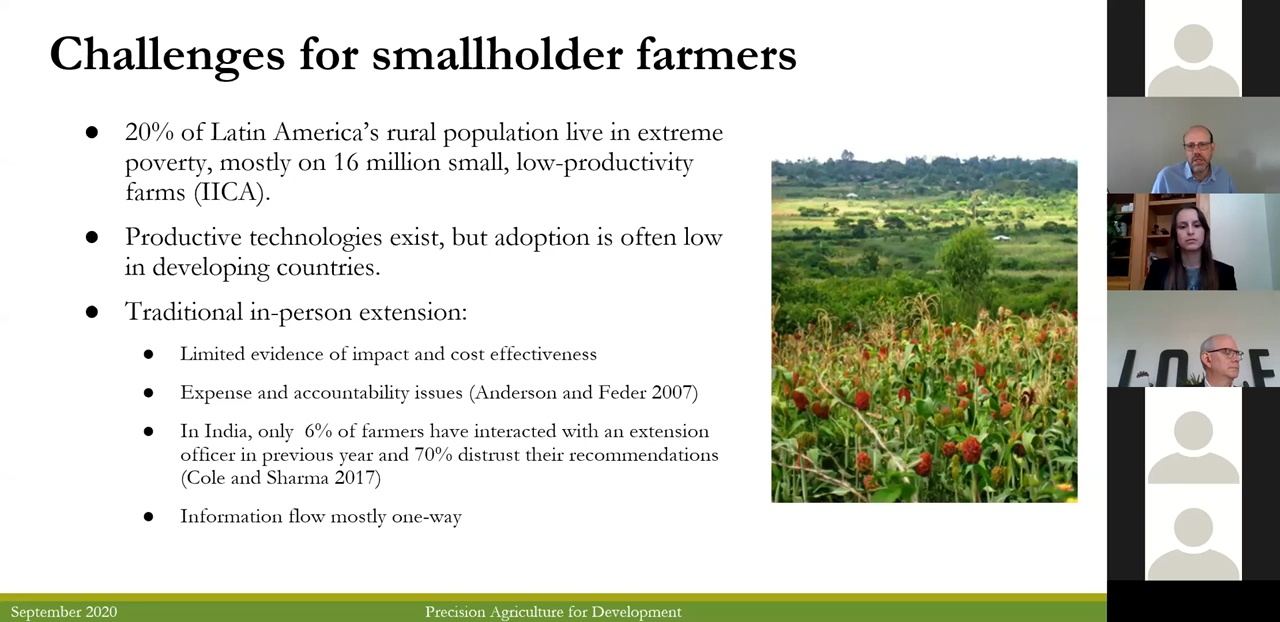 Challenges for smallholder farmers
● 20% of Latin America's rural population live in extreme
poverty, mostly on 16 million small, low-productivity
farms (IICA).
● Productive technologies exist, but adoption is often low
in developing countries.
● Traditional in-person extension:
● Limited evidence of impact and cost effectiveness
● Expense and accountability issues (Anderson and Feder 2007)
● In India, only 6% of farmers have interacted with an extension
officer in previous year and 70% distrust their recommendations
(Cole and Sharma 2017)
● Information flow mostly one-way
September 2020
Precision Agriculture for Development